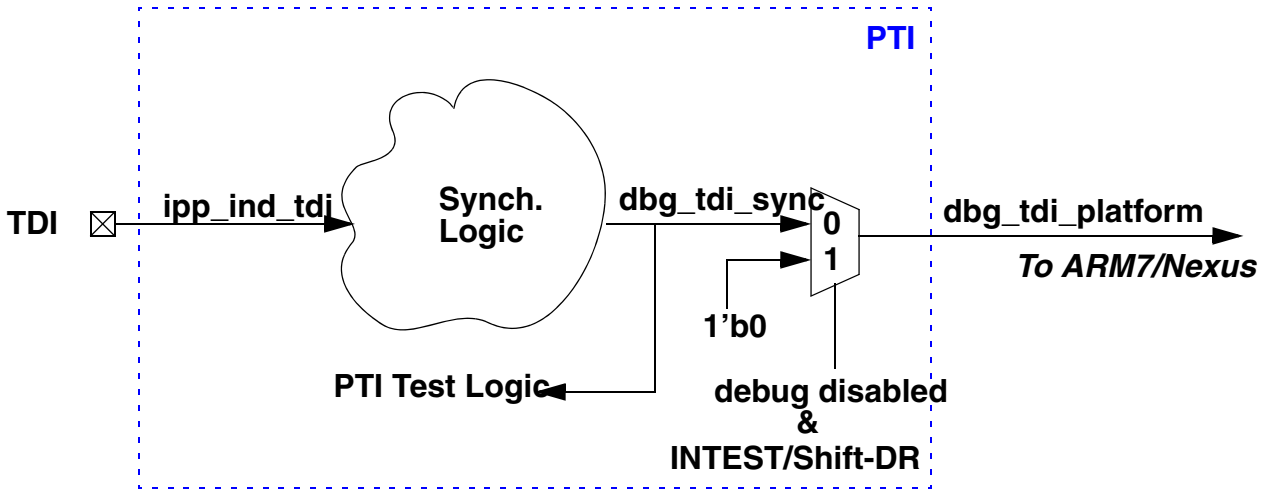 PTI
TDI
ipp_ind_tdi
Synch.
Logic
dbg_tdi_sync
0
1
dbg_tdi_platform
To ARM7/Nexus
1’b0
PTI Test Logic
debug disabled
&
INTEST/Shift-DR